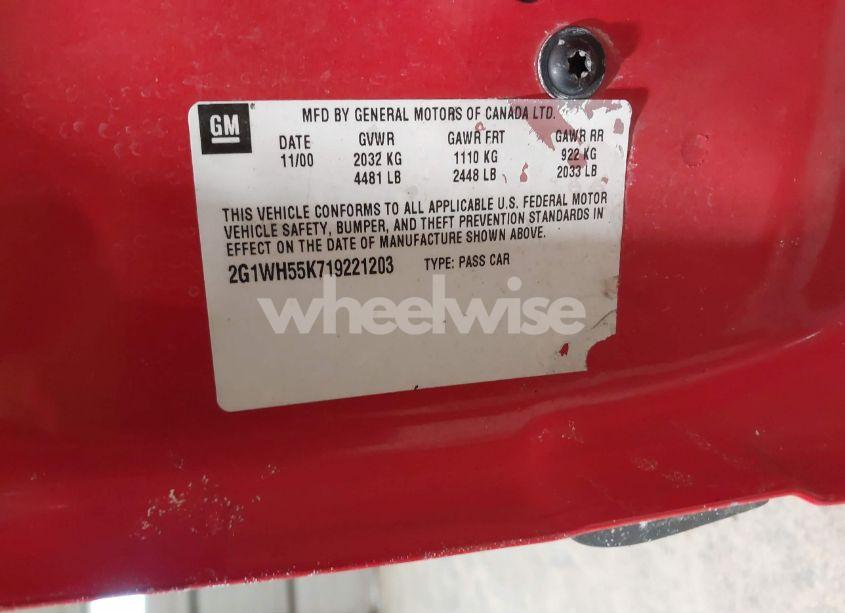 GM
MFD BY GENERAL MOTORS OF CANADA LTD.
DATE GVWR GAWR FRT GAWR RR
11/00 2032 KG 1110 KG 922 KG
4481 LB 2448 LB 2033 LB
THIS VEHICLE CONFORMS TO ALL APPLICABLE U.S. FEDERAL MOTOR
VEHICLE SAFETY, BUMPER, AND THEFT PREVENTION STANDARDS IN
EFFECT ON THE DATE OF MANUFACTURE SHOWN ABOVE.
2G1WH55K719221203 TYPE: PASS CAR
wheelwise